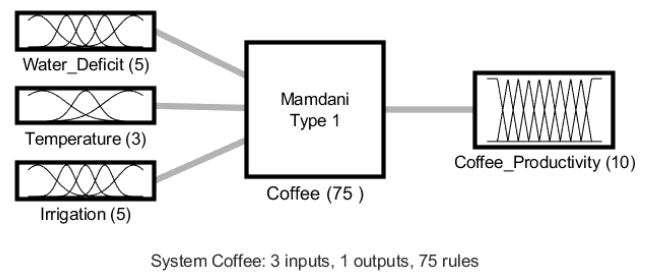 Water_Deficit (5)
Temperature (3)
Irrigation (5)
Mamdani
Type 1
Coffee (75 )
Coffee_Productivity (10)
System Coffee: 3 inputs, 1 outputs, 75 rules